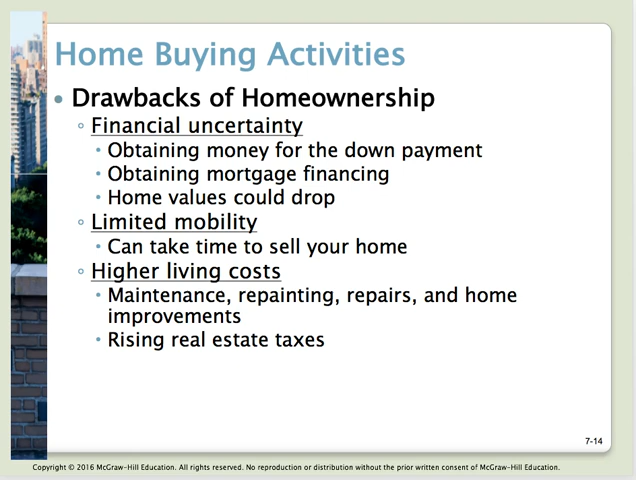 Home Buying Activities
• Drawbacks of Homeownership
◦ Financial uncertainty
• Obtaining money for the down payment
• Obtaining mortgage financing
• Home values could drop
◦ Limited mobility
• Can take time to sell your home
◦ Higher living costs
• Maintenance, repainting, repairs, and home
improvements
• Rising real estate taxes
7-14
Copyright © 2016 McGraw-Hill Education. All rights reserved. No reproduction or distribution without the prior written consent of McGraw-Hill Education.